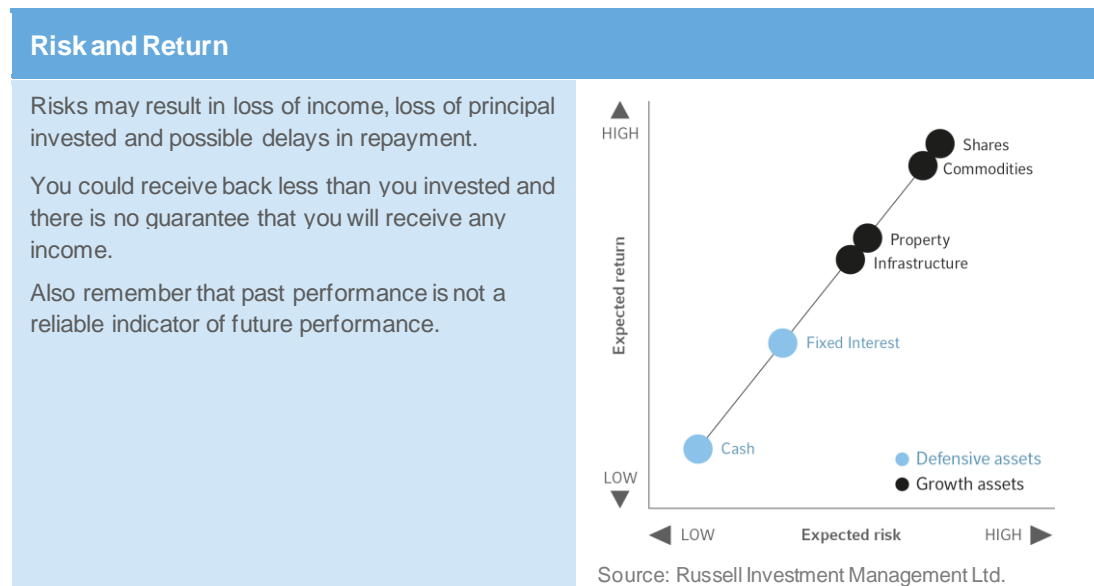 Risk and Return
Risks may result in loss of income, loss of principal
invested and possible delays in repayment.
You could receive back less than you invested and
there is no guarantee that you will receive any
income.
Also remember that past performance is not a
reliable indicator of future performance.
HIGH
Expected return
LOW
Shares
Commodities
Property
Infrastructure
Fixed Interest
Cash
Defensive assets
Growth assets
LOW
Expected risk
HIGH
Source: Russell Investment Management Ltd.